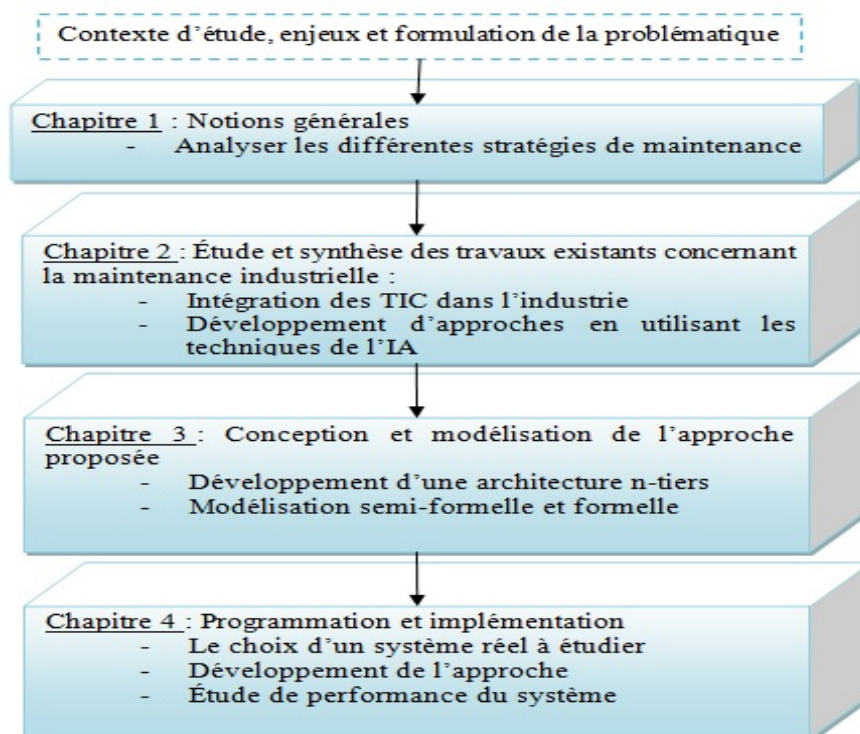 Contexte d'étude, enjeux et formulation de la problématique
Chapitre 1 : Notions générales
- Analyser les différentes stratégies de maintenance
Chapitre 2 : Étude et synthèse des travaux existants concernant
la maintenance industrielle :
- Intégration des TIC dans l'industrie
- Développement d'approches en utilisant les
techniques de l'IA
Chapitre 3 : Conception et modélisation de l'approche
proposée
- Développement d'une architecture n-tiers
- Modélisation semi-formelle et formelle
Chapitre 4 : Programmation et implémentation
- Le choix d'un système réel à étudier
- Développement de l'approche
- Étude de performance du système